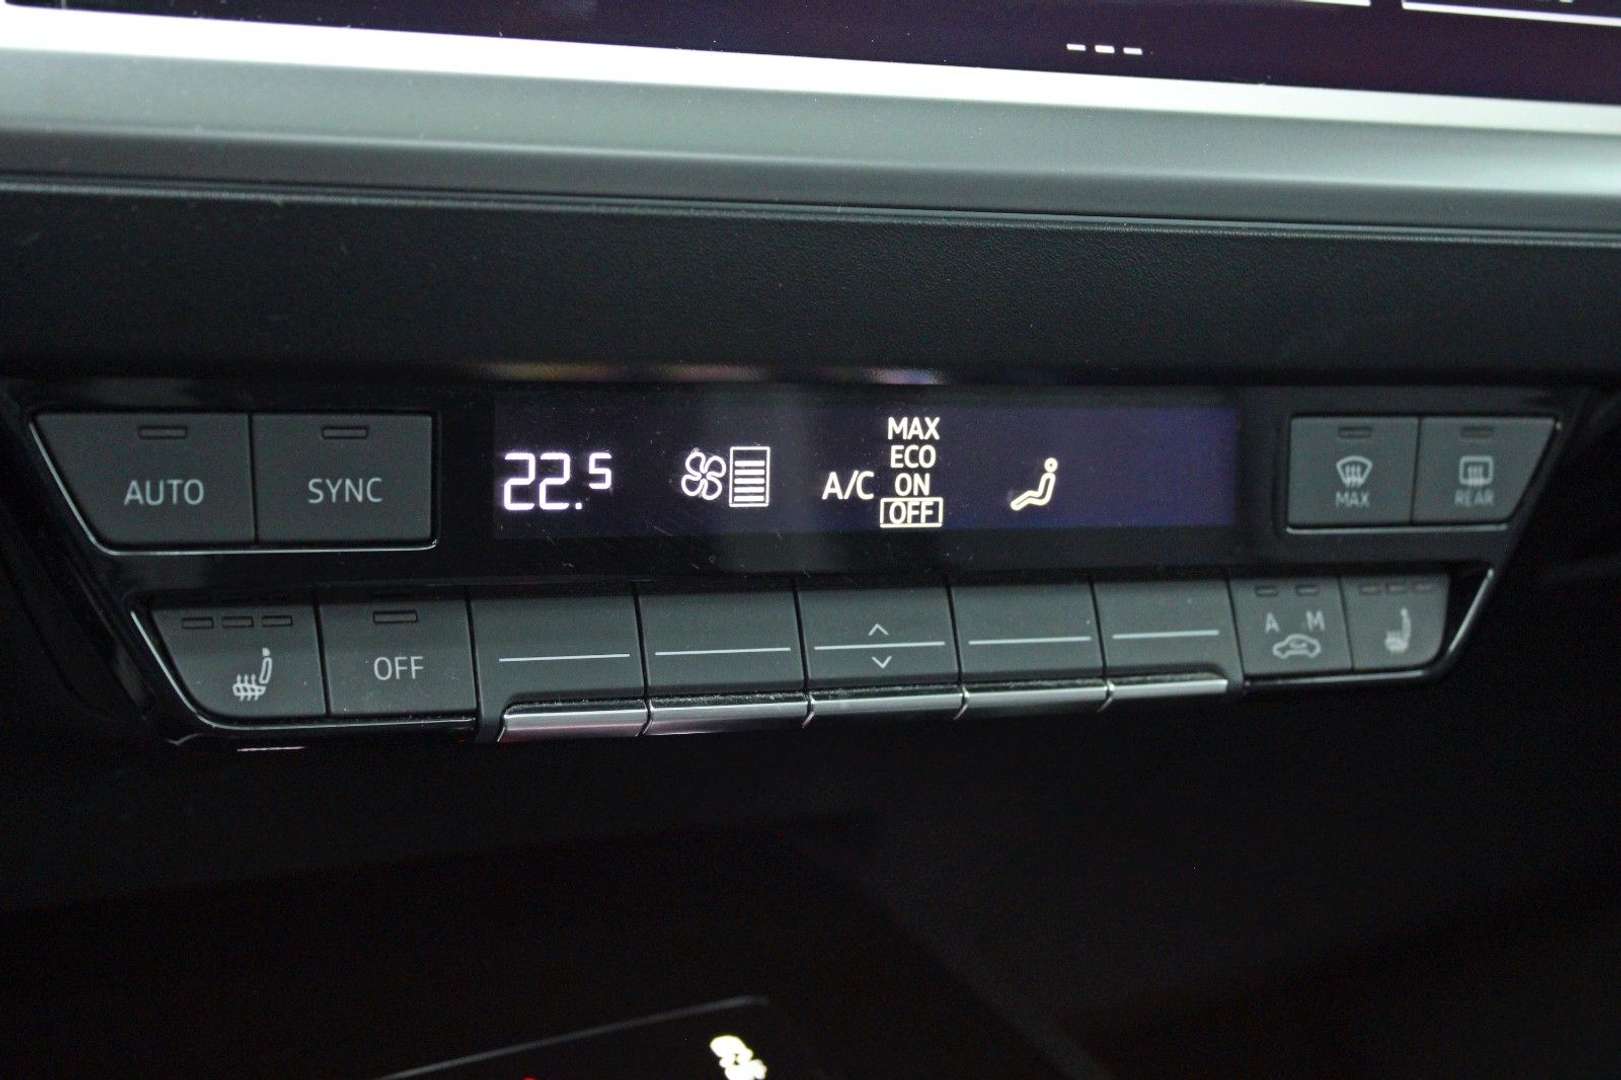 AUTO
SYNC
22.5
A/C
MAX
ECO
ON
OFF
MAX
REAR
OFF
A M